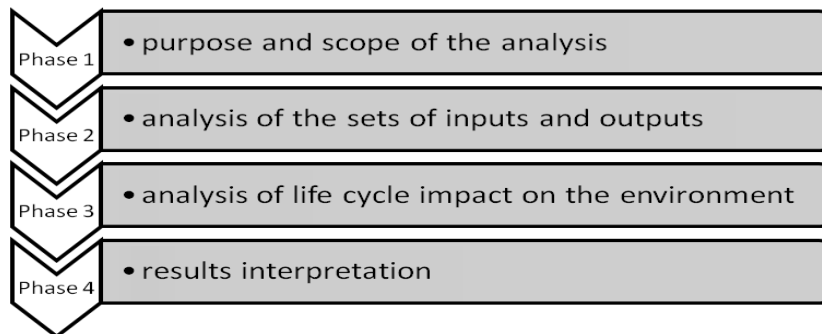 Phase 1
• purpose and scope of the analysis
Phase 2
• analysis of the sets of inputs and outputs
Phase 3
• analysis of life cycle impact on the environment
Phase 4
• results interpretation